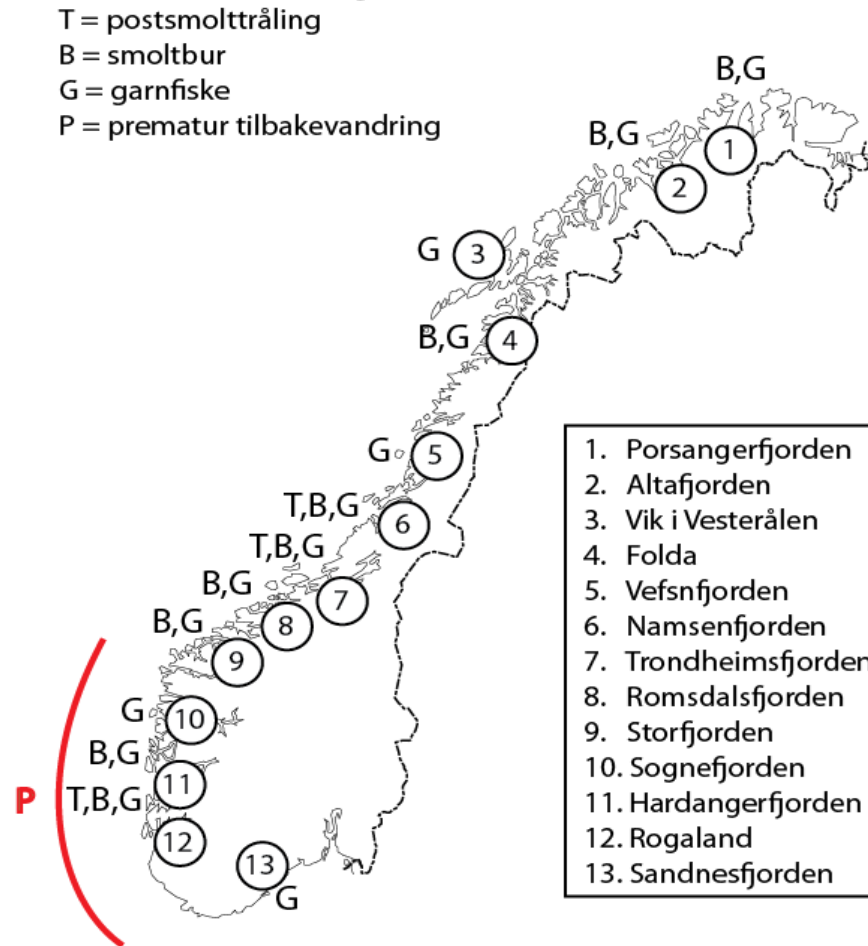 T = postsmolttråling
B = smoltbur
G = garnfiske
P = prematur tilbakevandring
B,G
1
B,G
2
G
3
B,G
4
G
5
T,B,G
6
T,B,G
7
B,G
8
B,G
9
G
10
B,G
11
P
T,B,G
12
13
G
1. Porsangerfjorden
2. Altafjorden
3. Vik i Vesterålen
4. Folda
5. Vefsnfjorden
6. Namsenfjorden
7. Trondheimsfjorden
8. Romsdalsfjorden
9. Storfjorden
10. Sognefjorden
11. Hardangerfjorden
12. Rogaland
13. Sandnesfjorden